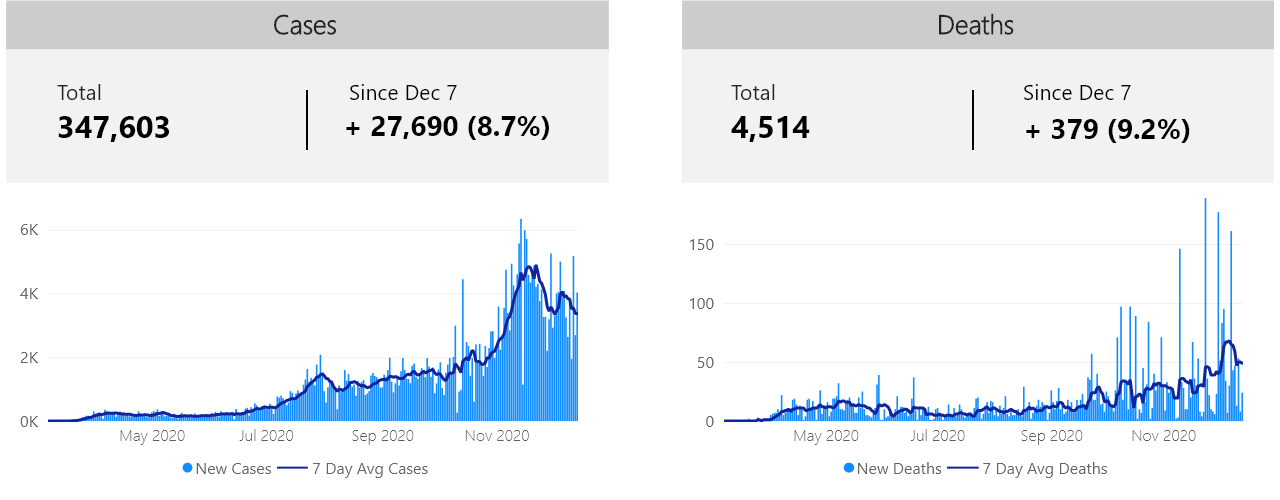 Cases
Total
347,603
Since Dec 7
+ 27,690 (8.7%)
6K
4K
2K
0K
May 2020
Jul 2020
Sep 2020
Nov 2020
New Cases
7 Day Avg Cases
Deaths
Total
4,514
Since Dec 7
+ 379 (9.2%)
150
100
50
0
May 2020
Jul 2020
Sep 2020
Nov 2020
New Deaths
7 Day Avg Deaths